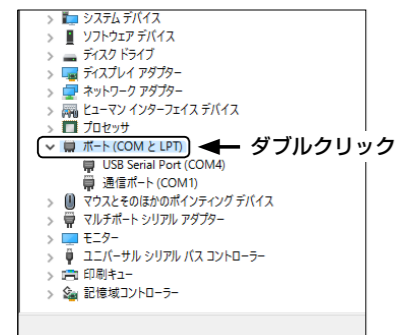 システム デバイス
ソフトウェア デバイス
ディスク ドライブ
ディスプレイ アダプター
ネットワーク アダプター
ヒューマン インターフェイス デバイス
プロセッサ
ポート (COM と LPT) ダブルクリック
USB Serial Port (COM4)
通信ポート (COM1)
マウスとそのほかのポインティング デバイス
マルチポート シリアル アダプター
モニター
ユニバーサル シリアル バス コントローラー
印刷キュー
記憶域コントローラー